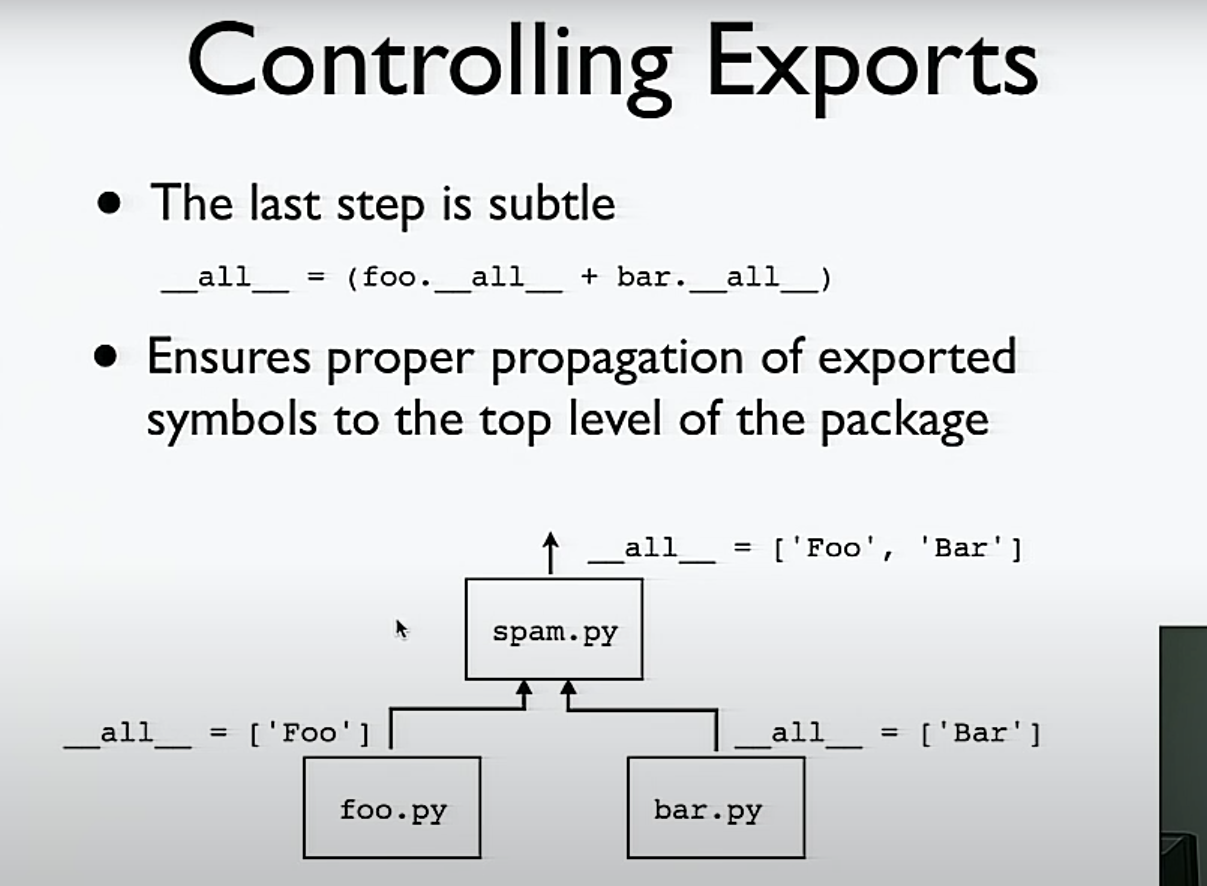 Controlling Exports
• The last step is subtle
__all__ = (foo.__all__ + bar.__all__)
• Ensures proper propagation of exported
symbols to the top level of the package
__all__ = ['Foo', 'Bar']
spam.py
__all__ = ['Foo']
__all__ = ['Bar']
foo.py
bar.py